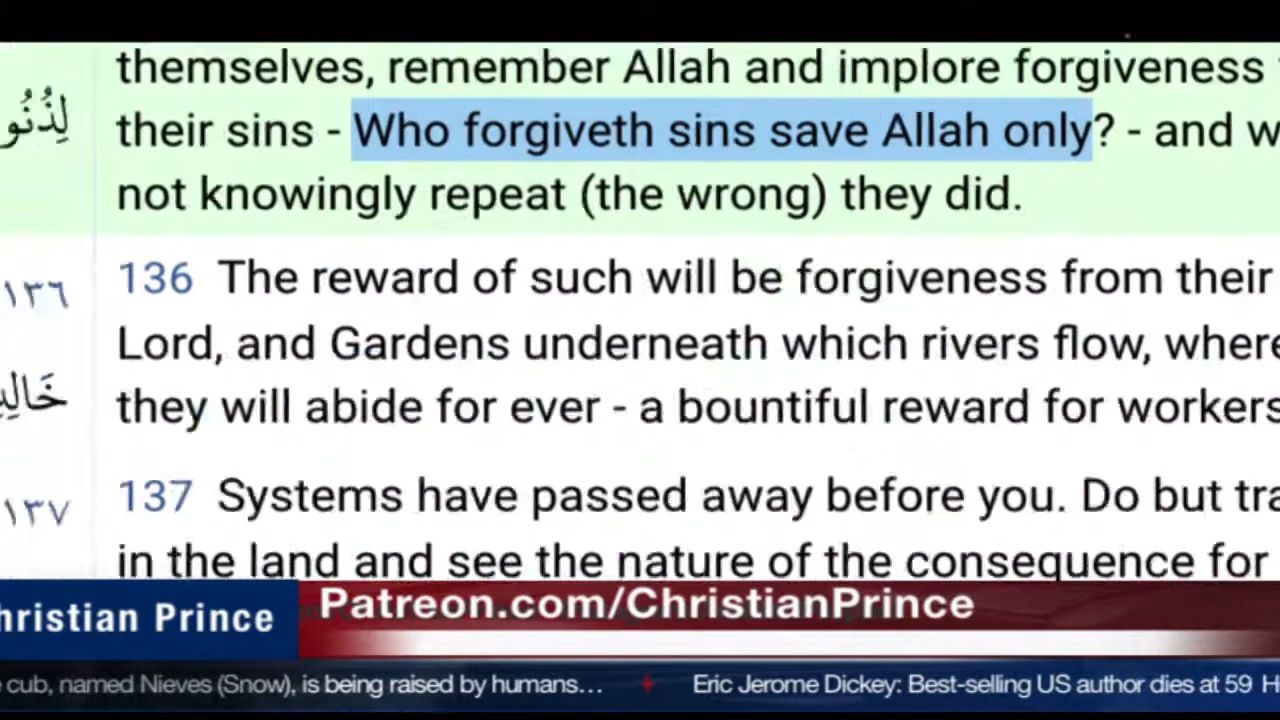 themselves, remember Allah and implore forgiveness
لِذُنُو
their sins - Who forgiveth sins save Allah only? - and w
not knowingly repeat (the wrong) they did.
١٣٦
136 The reward of such will be forgiveness from their
Lord, and Gardens underneath which rivers flow, where
خَالِدِ
they will abide for ever - a bountiful reward for workers
١٣٧
137 Systems have passed away before you. Do but tra
in the land and see the nature of the consequence for
hristian Prince
Patreon.com/ChristianPrince
cub, named Nieves (Snow), is being raised by humans... Eric Jerome Dickey: Best-selling US author dies at 59 H